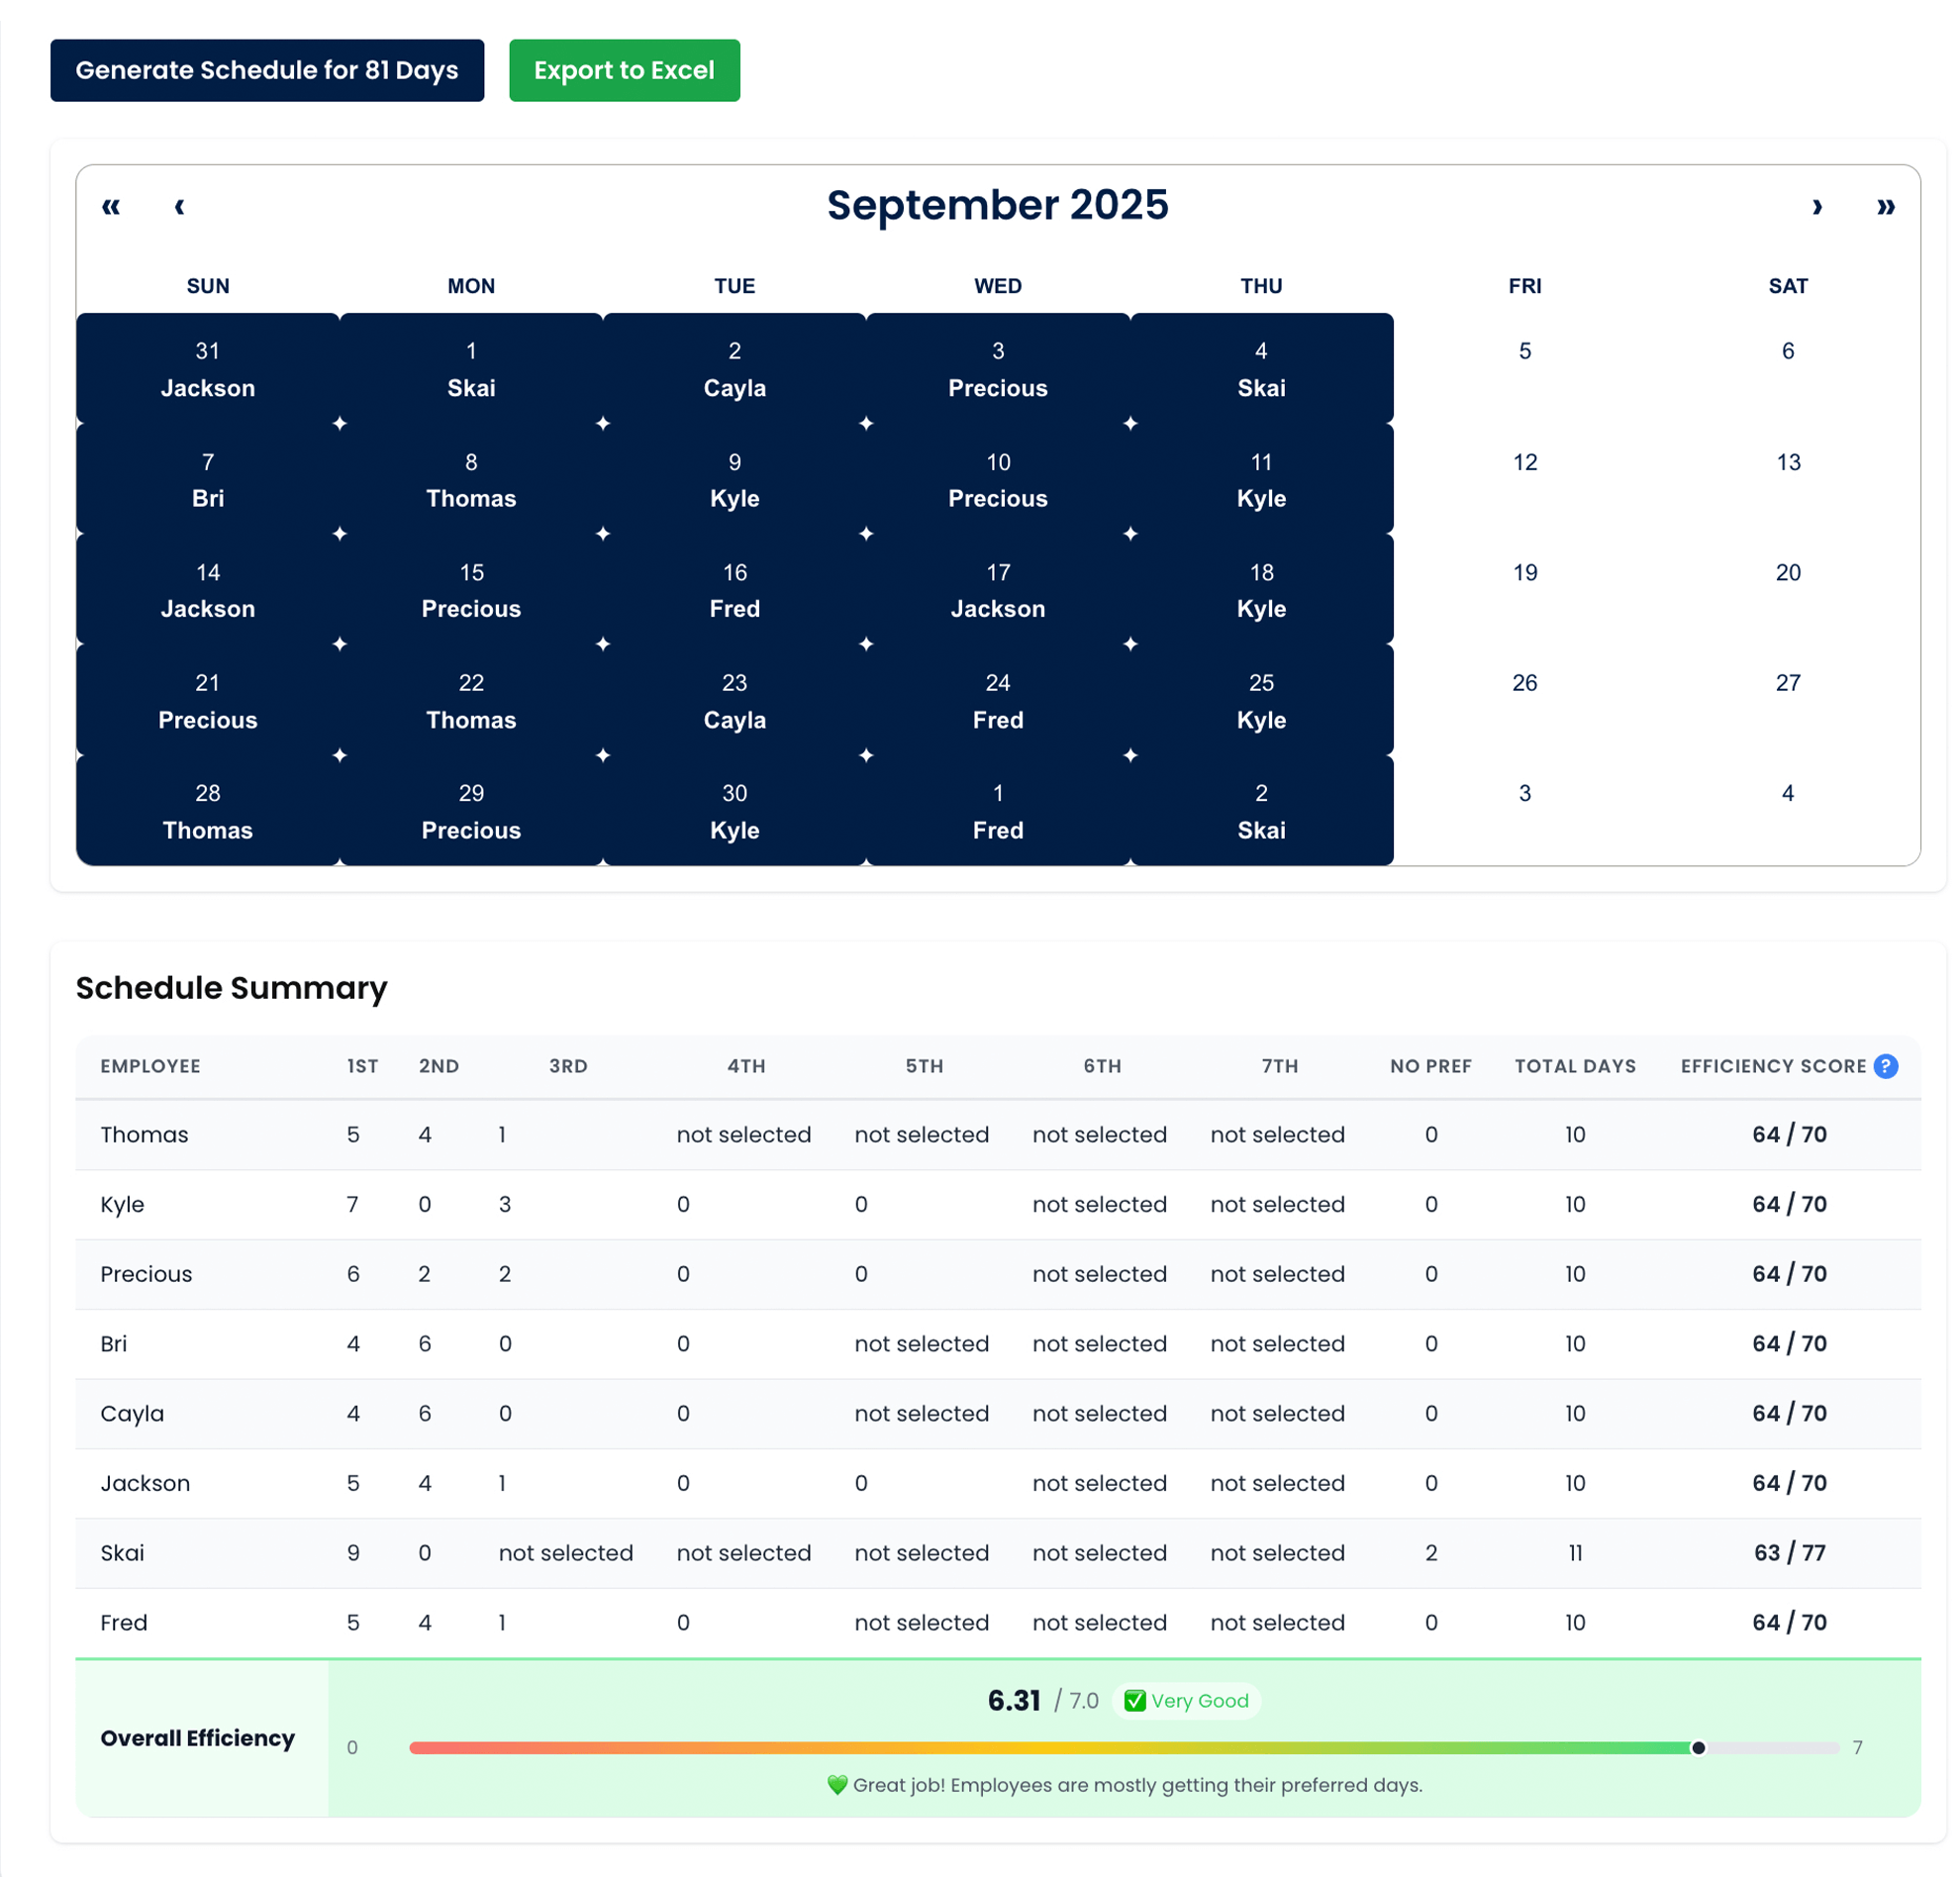 Generate Schedule for 81 Days Export to Excel
« ‹ September 2025 › »
SUN MON TUE WED THU FRI SAT
31 1 2 3 4 5 6
Jackson Skai Cayla Precious Skai
7 8 9 10 11 12 13
Bri Thomas Kyle Precious Kyle
14 15 16 17 18 19 20
Jackson Precious Fred Jackson Kyle
21 22 23 24 25 26 27
Precious Thomas Cayla Fred Kyle
28 29 30 1 2 3 4
Thomas Precious Kyle Fred Skai
Schedule Summary
EMPLOYEE 1ST 2ND 3RD 4TH 5TH 6TH 7TH NO PREF TOTAL DAYS EFFICIENCY SCORE ?
Thomas 5 4 1 not selected not selected not selected not selected 0 10 64 / 70
Kyle 7 0 3 0 0 not selected not selected 0 10 64 / 70
Precious 6 2 2 0 0 not selected not selected 0 10 64 / 70
Bri 4 6 0 0 not selected not selected not selected 0 10 64 / 70
Cayla 4 6 0 0 not selected not selected not selected 0 10 64 / 70
Jackson 5 4 1 0 0 not selected not selected 0 10 64 / 70
Skai 9 0 not selected not selected not selected not selected not selected 2 11 63 / 77
Fred 5 4 1 0 not selected not selected not selected 0 10 64 / 70
6.31 / 7.0 ✅ Very Good
Overall Efficiency 0 7
💚 Great job! Employees are mostly getting their preferred days.